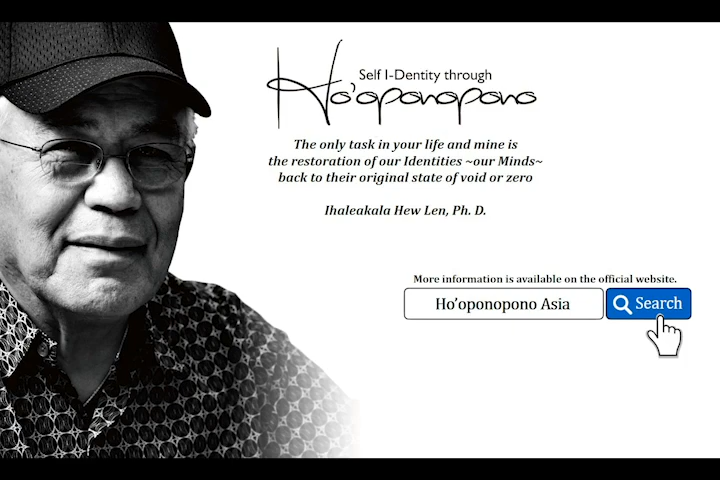 Self I-Dentity through
Ho'oponopono
The only task in your life and mine is
the restoration of our Identities ~our Minds~
back to their original state of void or zero
Ihaleakala Hew Len, Ph. D.
More information is available on the official website.
Ho’oponopono Asia
Search